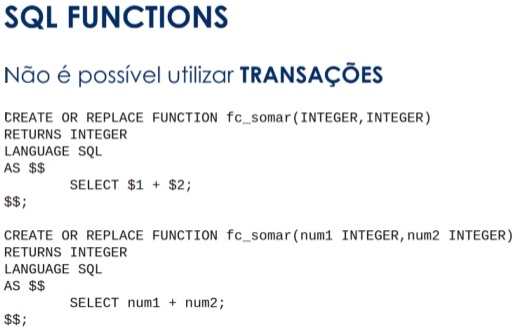 SQL FUNCTIONS
Não é possível utilizar TRANSAÇÕES
CREATE OR REPLACE FUNCTION fc_somar(INTEGER,INTEGER)
RETURNS INTEGER
LANGUAGE SQL
AS $$
SELECT $1 + $2;
$$;
CREATE OR REPLACE FUNCTION fc_somar(num1 INTEGER,num2 INTEGER)
RETURNS INTEGER
LANGUAGE SQL
AS $$
SELECT num1 + num2;
$$;